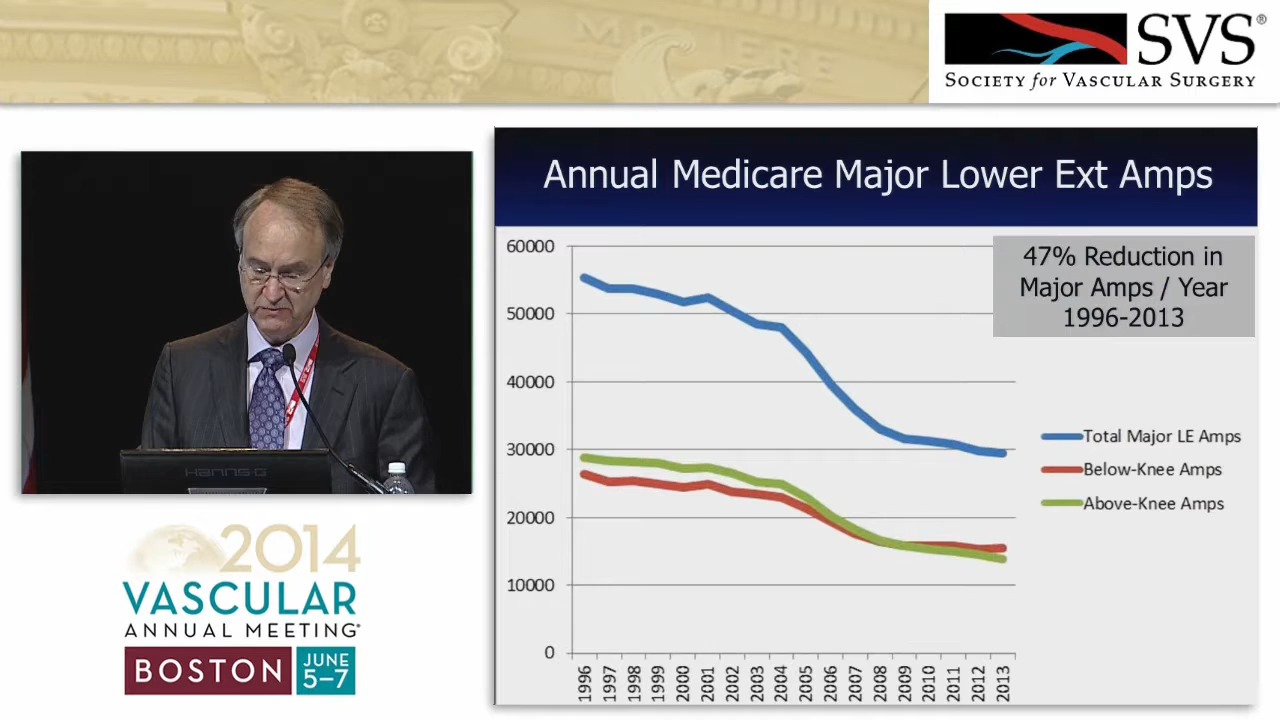 SVS®
SOCIETY for VASCULAR SURGERY
Annual Medicare Major Lower Ext Amps
47% Reduction in
Major Amps / Year
1996-2013
60000
50000
40000
30000
20000
10000
0
1996
1997
1998
1999
2000
2001
2002
2003
2004
2005
2006
2007
2008
2009
2010
2011
2012
2013
Total Major LE Amps
Below-Knee Amps
Above-Knee Amps
HANNS-G
2014
VASCULAR
ANNUAL MEETING®
BOSTON
JUNE
5–7